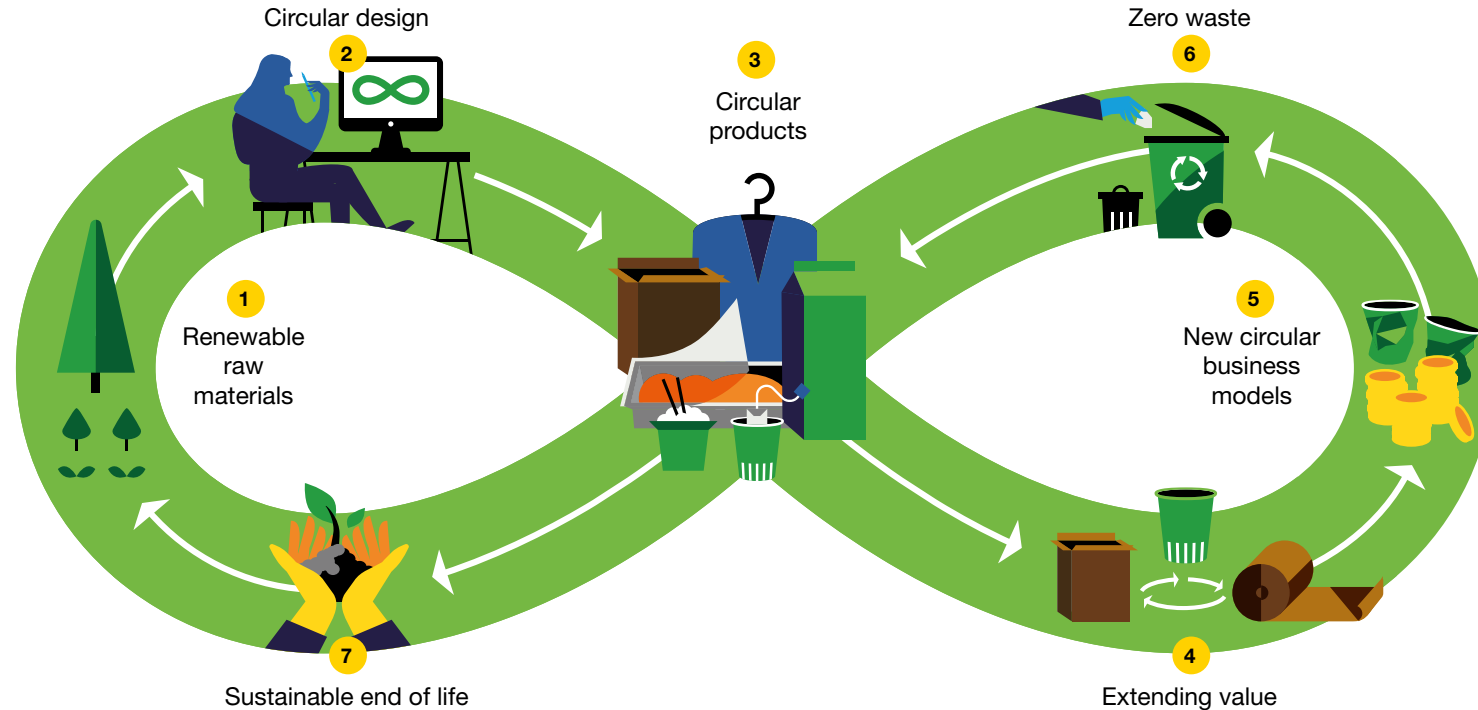 Circular design
2
Zero waste
6
3
Circular
products
1
Renewable
raw
materials
5
New circular
business
models
7
Sustainable end of life
4
Extending value